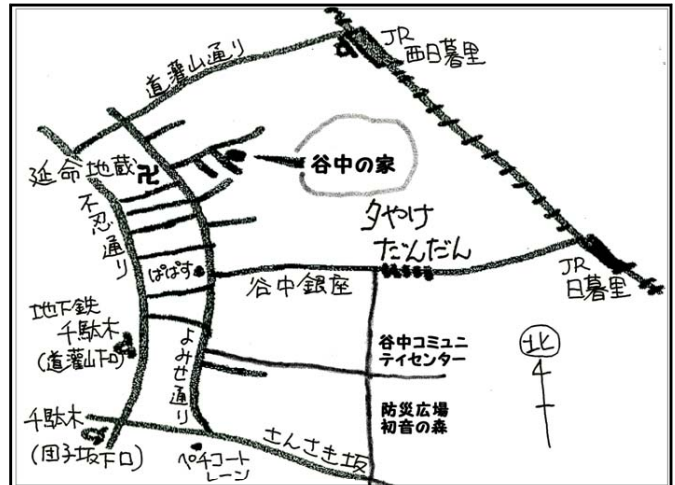 JR
西日暮里
道灌山通り
延命地蔵
卍
谷中の家
不忍通り
夕やけ
だんだん
ぱぱす
谷中銀座
JR
日暮里
地下鉄
千駄木
(道灌山下口)
よみせ通り
谷中コミュニ
ティセンター
北
防災広場
初音の森
千駄木
(団子坂下口)
さんさき坂
ペチコート
レーン